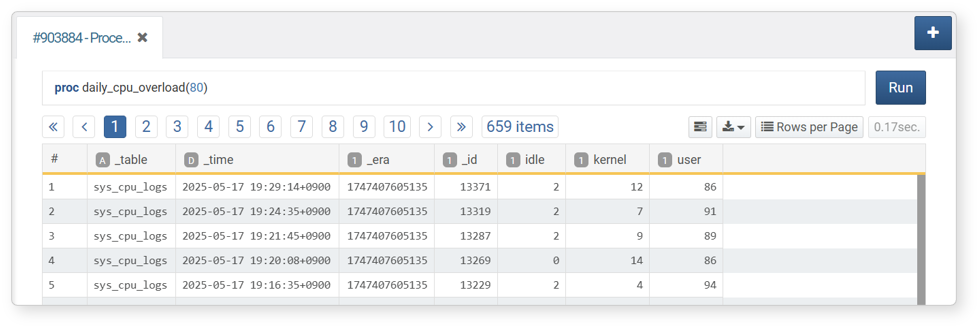 #903884 - Proce... ✖
+
proc daily_cpu_overload(80)
Run
« ‹ 1 2 3 4 5 6 7 8 9 10 › » 659 items Rows per Page 0.17sec.
# A _table D _time 1 _era 1 _id 1 idle 1 kernel 1 user
1 sys_cpu_logs 2025-05-17 19:29:14+0900 1747407605135 13371 2 12 86
2 sys_cpu_logs 2025-05-17 19:24:35+0900 1747407605135 13319 2 7 91
3 sys_cpu_logs 2025-05-17 19:21:45+0900 1747407605135 13287 2 9 89
4 sys_cpu_logs 2025-05-17 19:20:08+0900 1747407605135 13269 0 14 86
5 sys_cpu_logs 2025-05-17 19:16:35+0900 1747407605135 13229 2 4 94